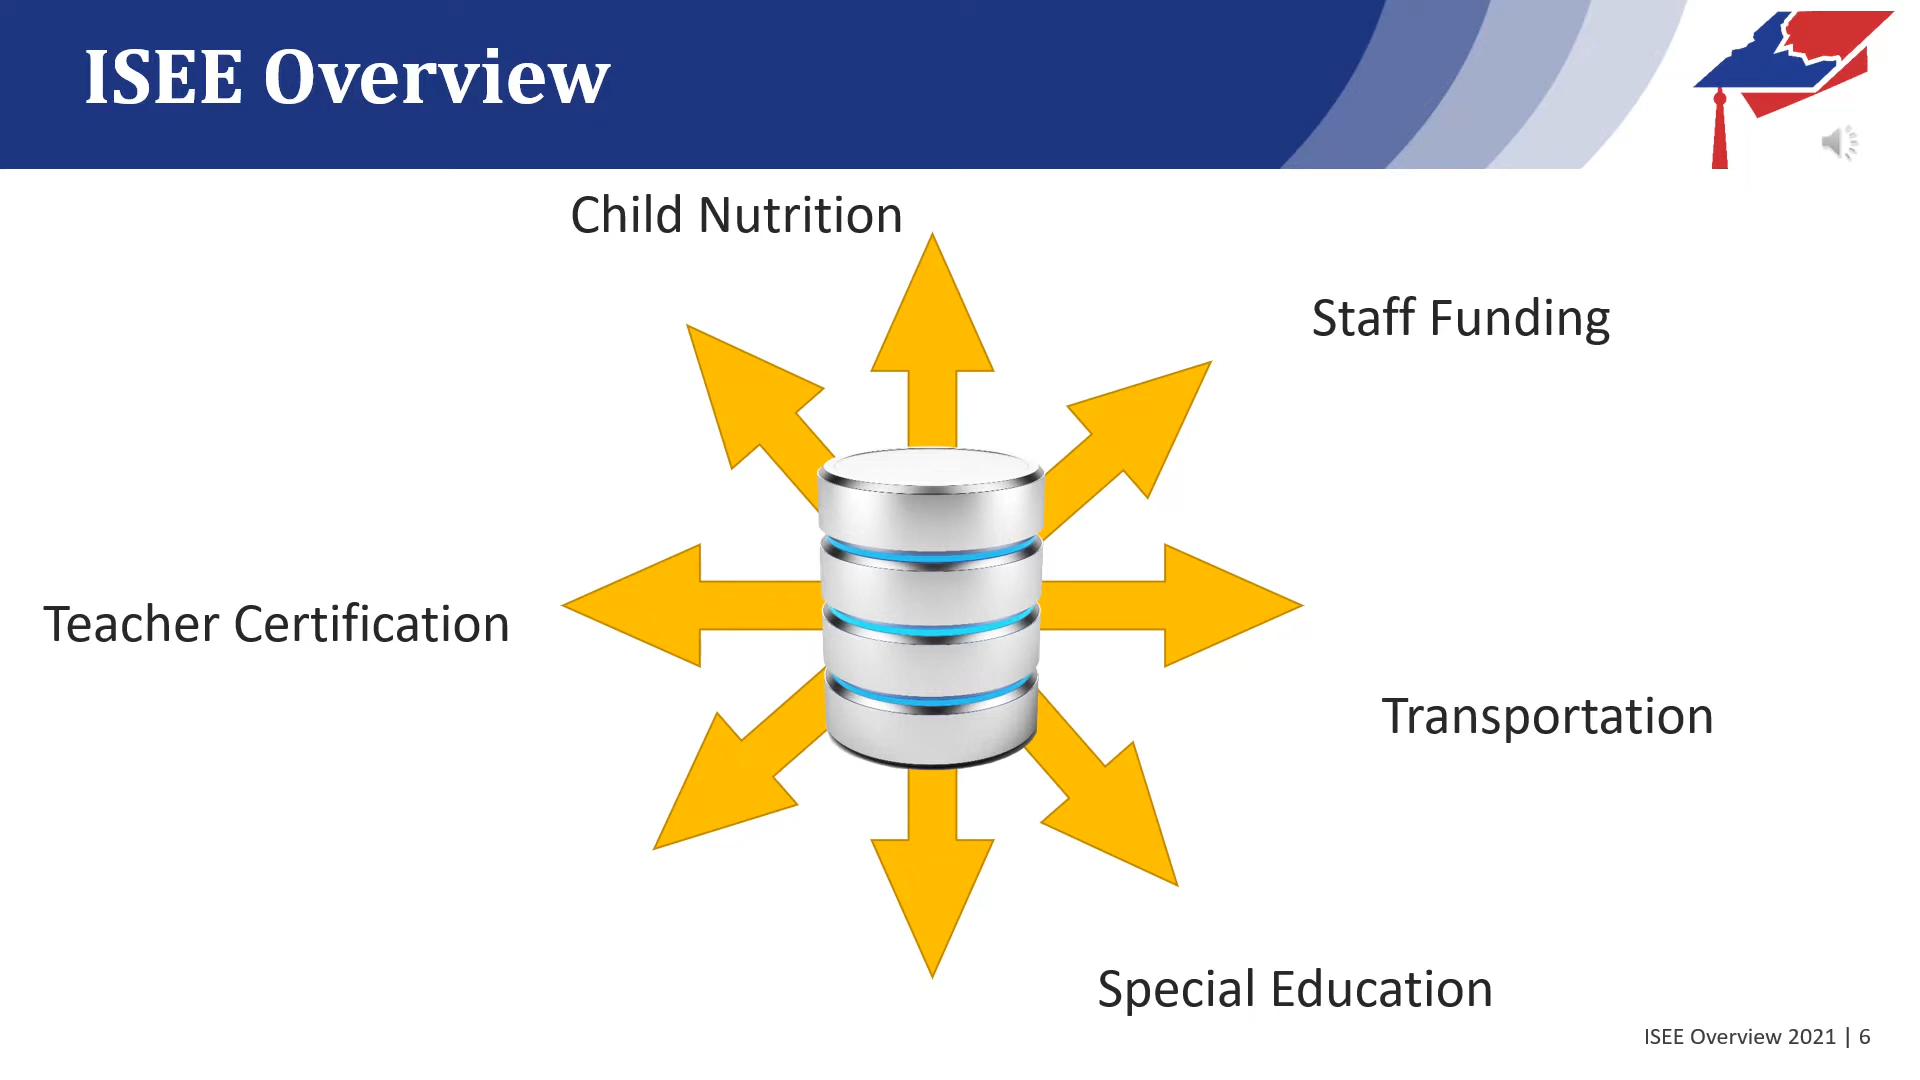 ISEE Overview
Child Nutrition
Staff Funding
Teacher Certification
Transportation
Special Education
ISEE Overview 2021 | 6